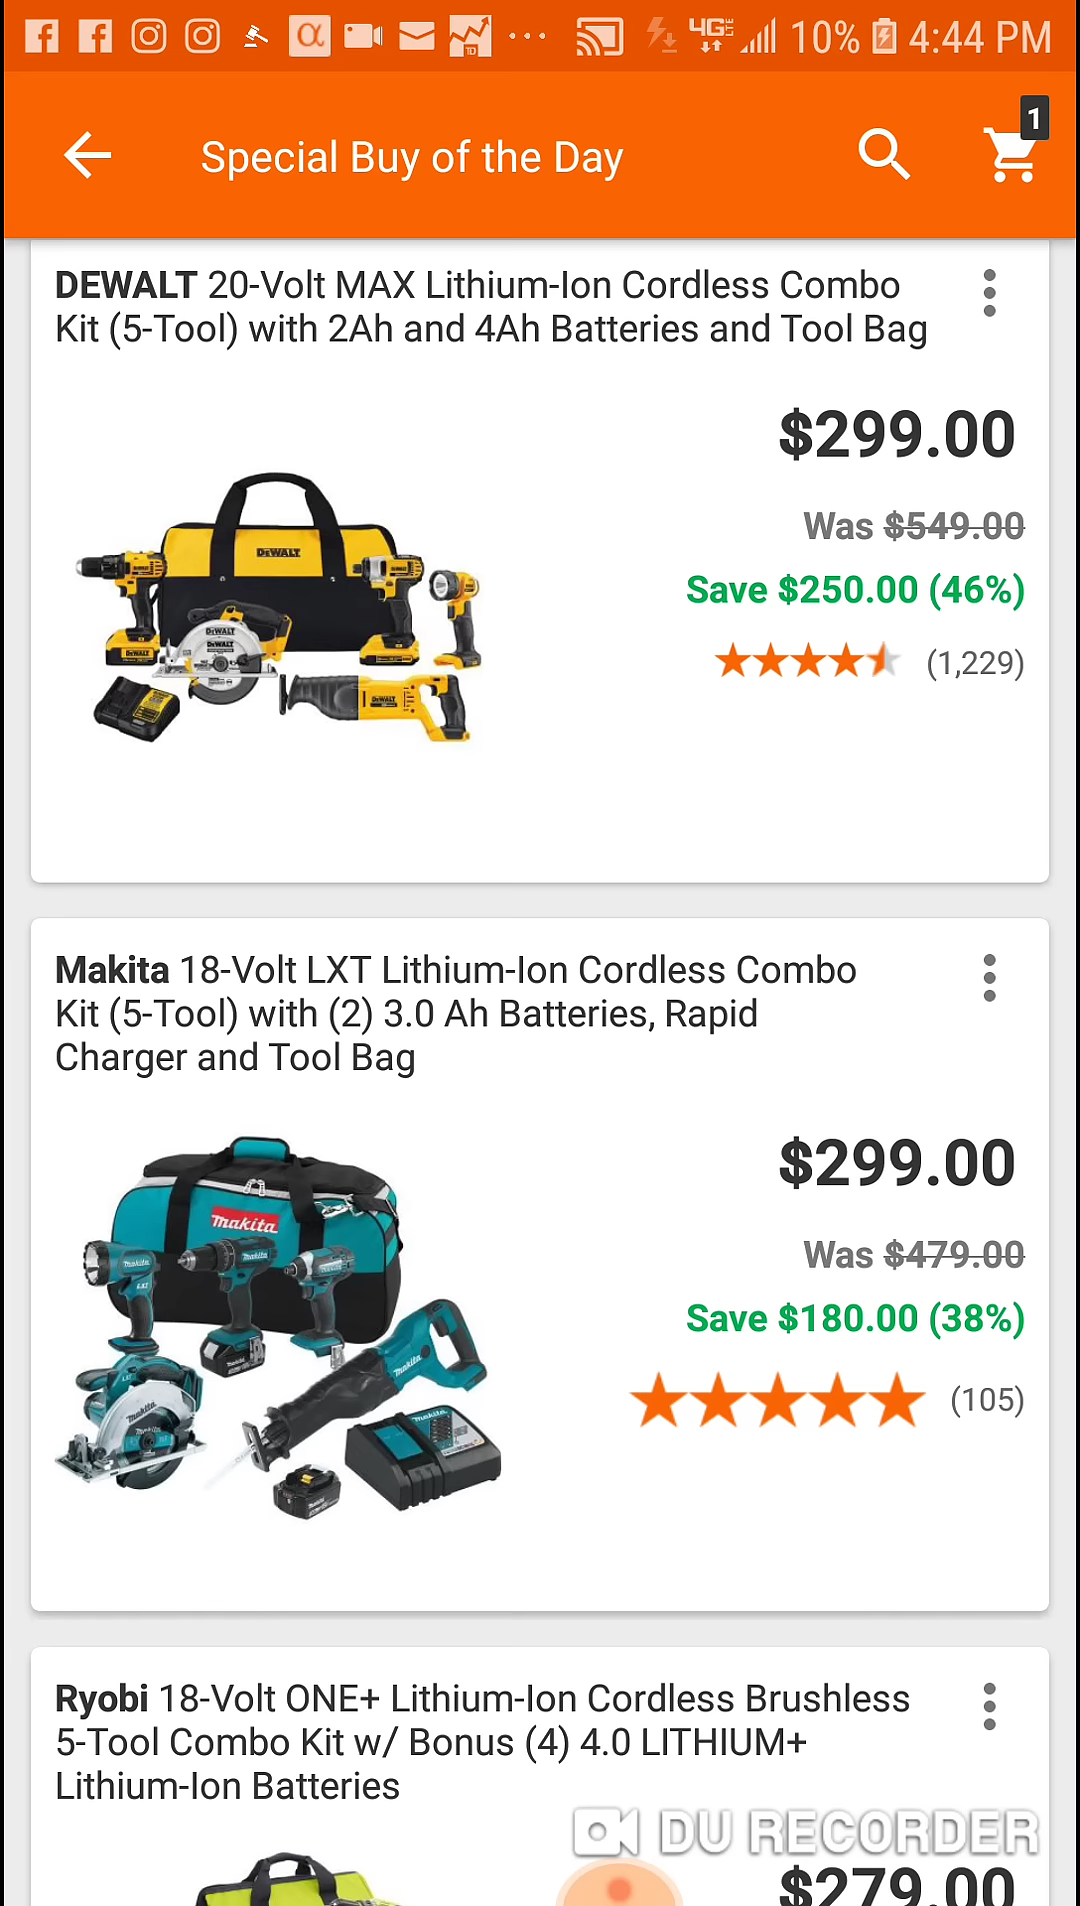 10% 4:44 PM
1
Special Buy of the Day
DEWALT 20-Volt MAX Lithium-Ion Cordless Combo
Kit (5-Tool) with 2Ah and 4Ah Batteries and Tool Bag
$299.00
Was $549.00
Save $250.00 (46%)
(1,229)
DEWALT
Makita 18-Volt LXT Lithium-Ion Cordless Combo
Kit (5-Tool) with (2) 3.0 Ah Batteries, Rapid
Charger and Tool Bag
$299.00
Was $479.00
Save $180.00 (38%)
(105)
makita
Ryobi 18-Volt ONE+ Lithium-Ion Cordless Brushless
5-Tool Combo Kit w/ Bonus (4) 4.0 LITHIUM+
Lithium-Ion Batteries
DU RECORDER
$279.00